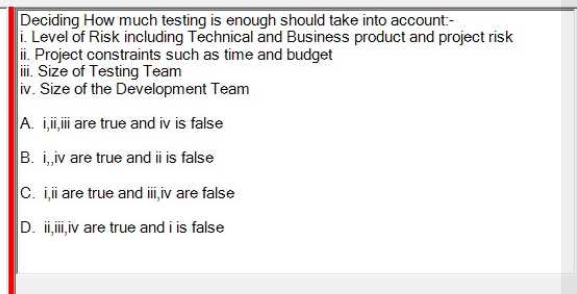 Deciding How much testing is enough should take into account:-
i. Level of Risk including Technical and Business product and project risk
ii. Project constraints such as time and budget
iii. Size of Testing Team
iv. Size of the Development Team
A. i,ii,iii are true and iv is false
B. i,,iv are true and ii is false
C. i,ii are true and iii,iv are false
D. ii,iii,iv are true and i is false